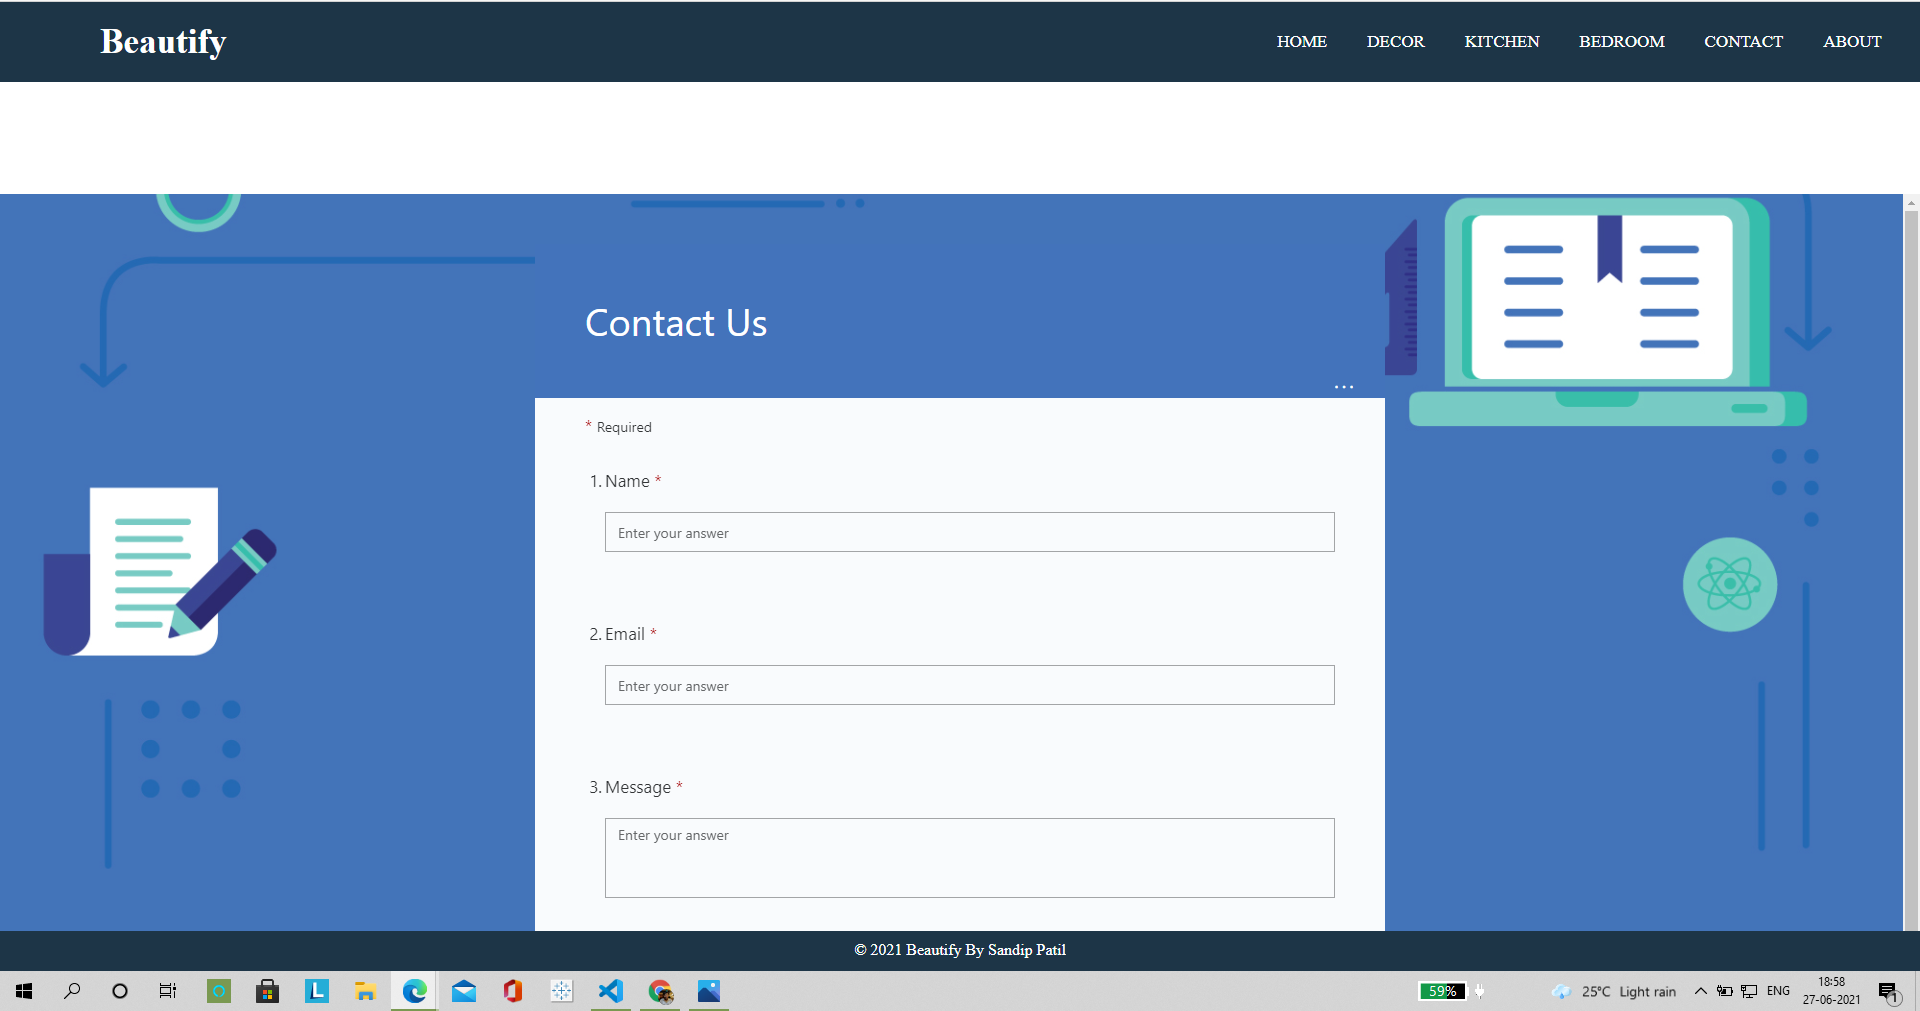 Beautify
HOME DECOR KITCHEN BEDROOM CONTACT ABOUT
Contact Us
...
* Required
1. Name *
Enter your answer
2. Email *
Enter your answer
3. Message *
Enter your answer
© 2021 Beautify By Sandip Patil
L
59%
25°C Light rain
ENG
18:58
27-06-2021
1